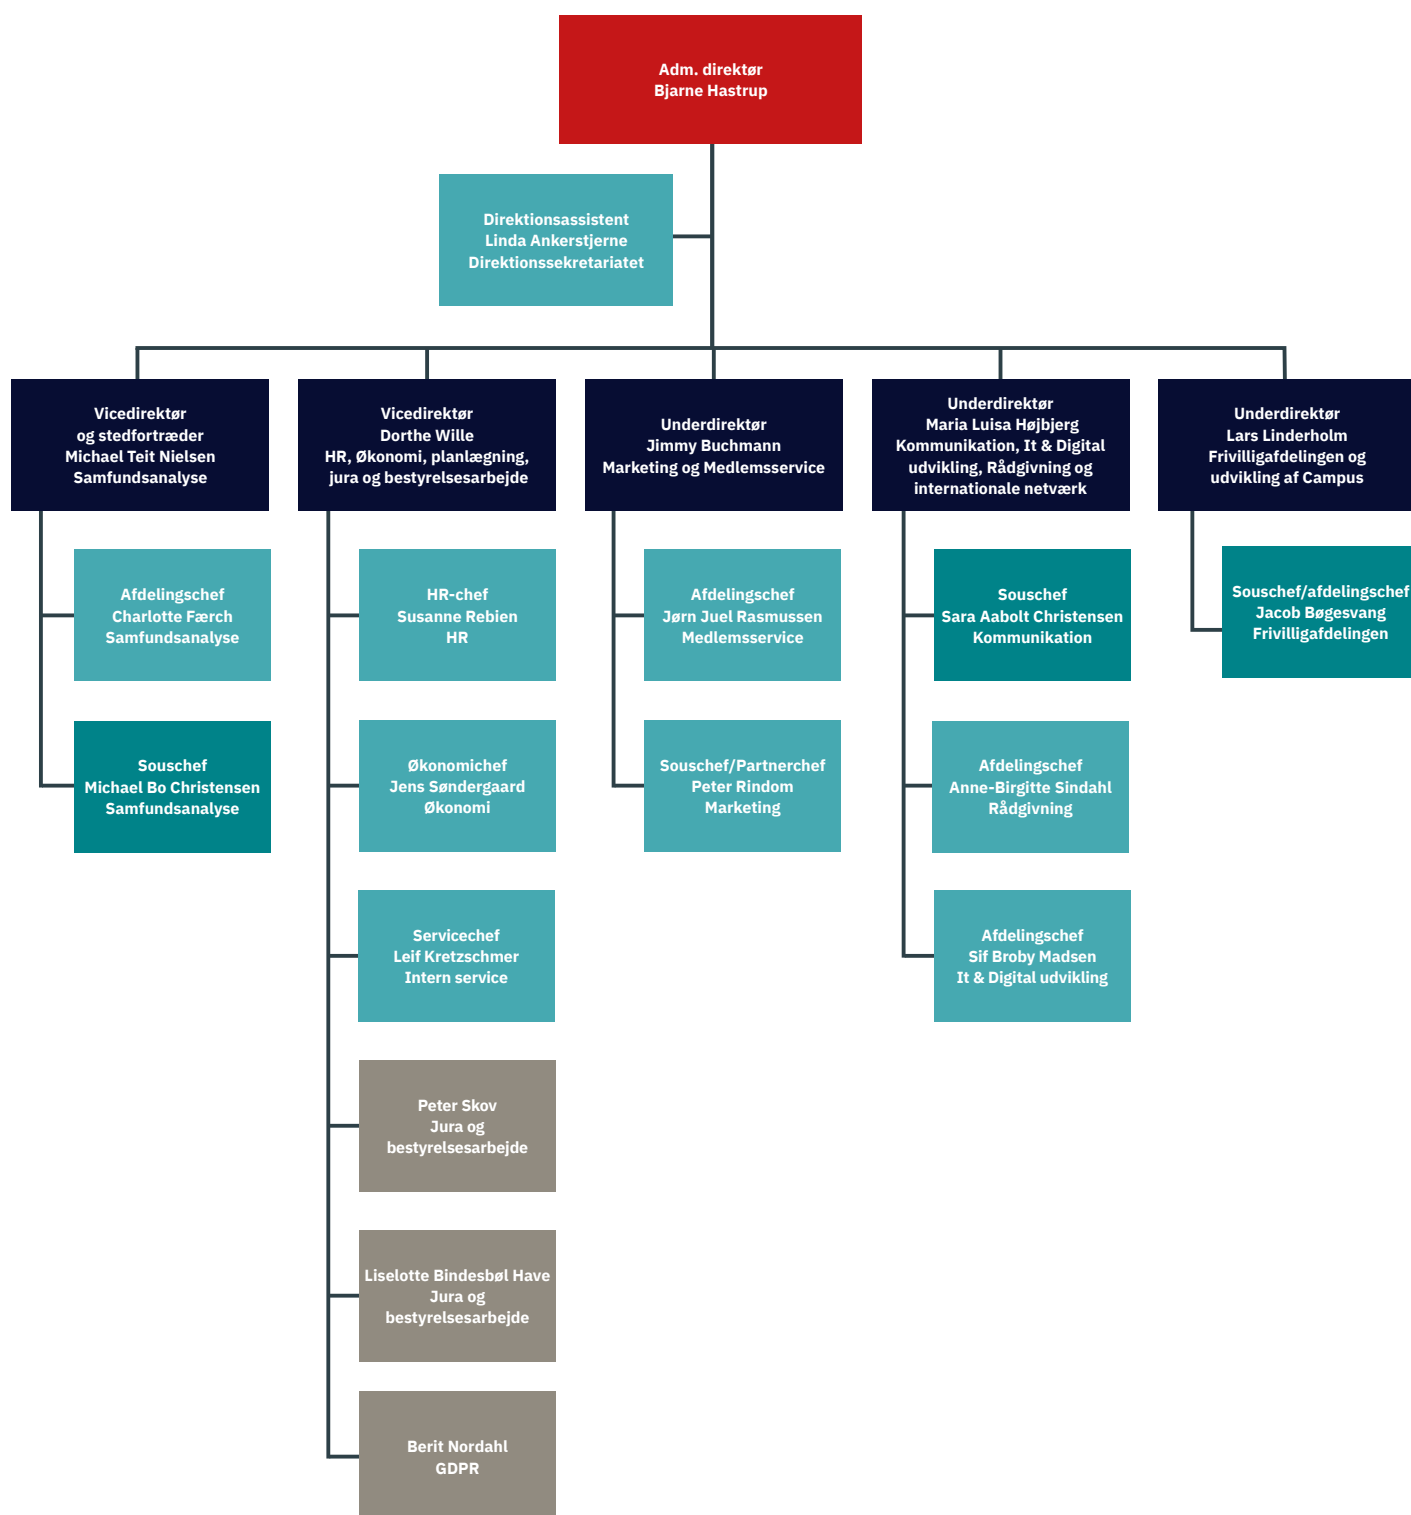 Adm. direktør
Bjarne Hastrup
Direktionsassistent
Linda Ankerstjerne
Direktionssekretariatet
Vicedirektør
og stedfortræder
Michael Teit Nielsen
Samfundsanalyse
Vicedirektør
Dorthe Wille
HR, Økonomi, planlægning,
jura og bestyrelsesarbejde
Underdirektør
Jimmy Buchmann
Marketing og Medlemsservice
Underdirektør
Maria Luisa Højbjerg
Kommunikation, It & Digital
udvikling, Rådgivning og
internationale netværk
Underdirektør
Lars Linderholm
Frivilligafdelingen og
udvikling af Campus
Afdelingschef
Charlotte Færch
Samfundsanalyse
Souschef
Michael Bo Christensen
Samfundsanalyse
HR-chef
Susanne Rebien
HR
Økonomichef
Jens Søndergaard
Økonomi
Servicechef
Leif Kretzschmer
Intern service
Peter Skov
Jura og
bestyrelsesarbejde
Liselotte Bindesbøl Have
Jura og
bestyrelsesarbejde
Berit Nordahl
GDPR
Afdelingschef
Jørn Juel Rasmussen
Medlemsservice
Souschef/Partnerchef
Peter Rindom
Marketing
Souschef
Sara Aabolt Christensen
Kommunikation
Afdelingschef
Anne-Birgitte Sindahl
Rådgivning
Afdelingschef
Sif Broby Madsen
It & Digital udvikling
Souschef/afdelingschef
Jacob Bøgesvang
Frivilligafdelingen